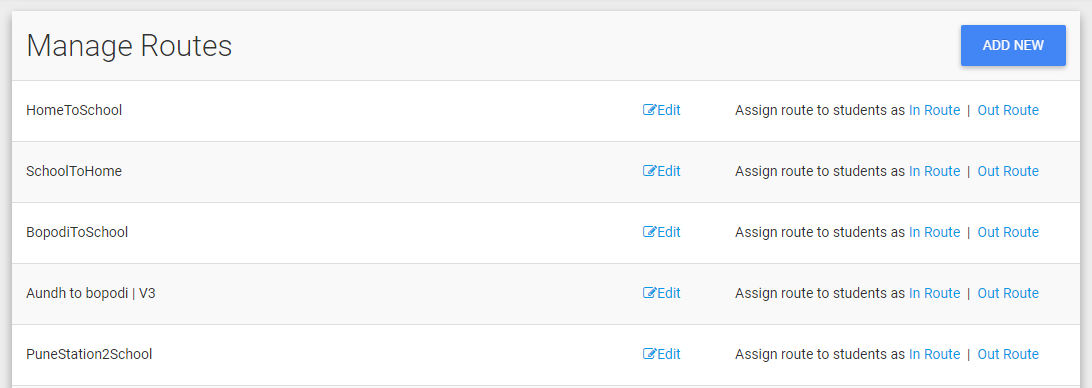 Manage Routes
ADD NEW
HomeToSchool Edit Assign route to students as In Route | Out Route
SchoolToHome Edit Assign route to students as In Route | Out Route
BopodiToSchool Edit Assign route to students as In Route | Out Route
Aundh to bopodi | V3 Edit Assign route to students as In Route | Out Route
PuneStation2School Edit Assign route to students as In Route | Out Route